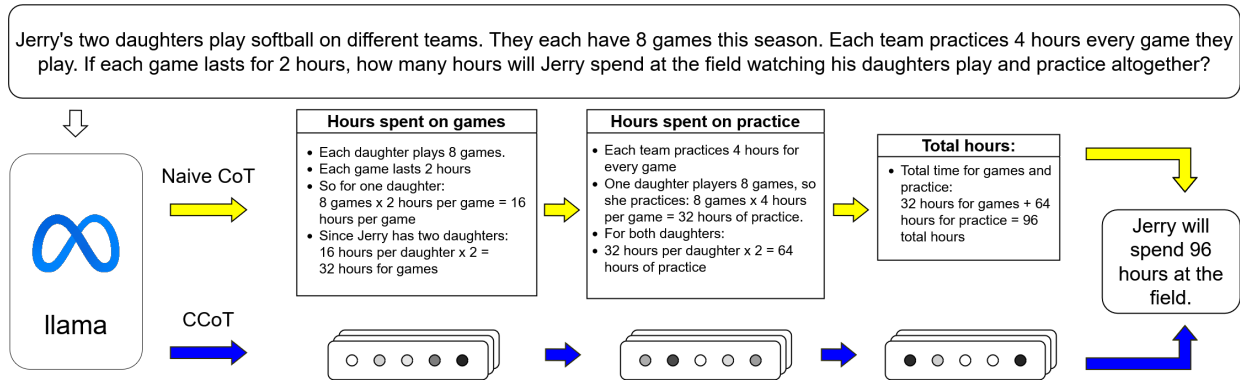 Jerry's two daughters play softball on different teams. They each have 8 games this season. Each team practices 4 hours every game they
play. If each game lasts for 2 hours, how many hours will Jerry spend at the field watching his daughters play and practice altogether?
llama
Naive CoT
Hours spent on games
• Each daughter plays 8 games.
• Each game lasts 2 hours
• So for one daughter:
8 games x 2 hours per game = 16
hours per game
• Since Jerry has two daughters:
16 hours per daughter x 2 =
32 hours for games
Hours spent on practice
• Each team practices 4 hours for
every game
• One daughter players 8 games, so
she practices: 8 games x 4 hours
per game = 32 hours of practice.
• For both daughters:
• 32 hours per daughter x 2 = 64
hours of practice
Total hours:
• Total time for games and
practice:
32 hours for games + 64
hours for practice = 96
total hours
Jerry will
spend 96
hours at the
field.
CCoT